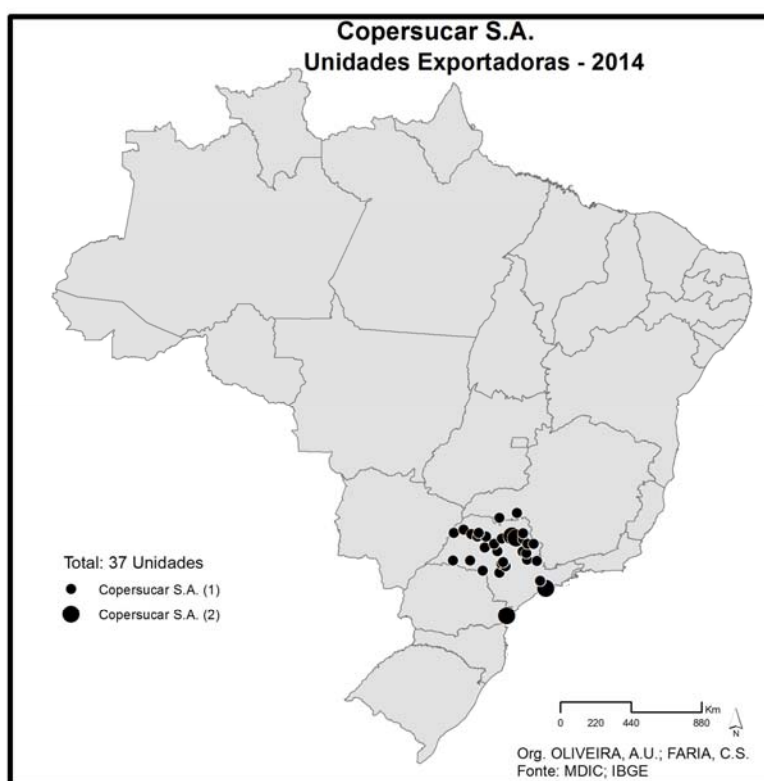 Copersucar S.A.
Unidades Exportadoras - 2014
Total: 37 Unidades
Copersucar S.A. (1)
Copersucar S.A. (2)
Km
0 220 440 880
N
Org. OLIVEIRA, A.U.; FARIA, C.S.
Fonte: MDIC; IBGE